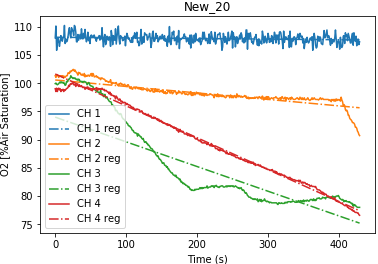 New_20
O2 [%Air Saturation]
110
105
100
95
90
85
80
75
CH 1
CH 1 reg
CH 2
CH 2 reg
CH 3
CH 3 reg
CH 4
CH 4 reg
0
100
200
300
400
Time (s)